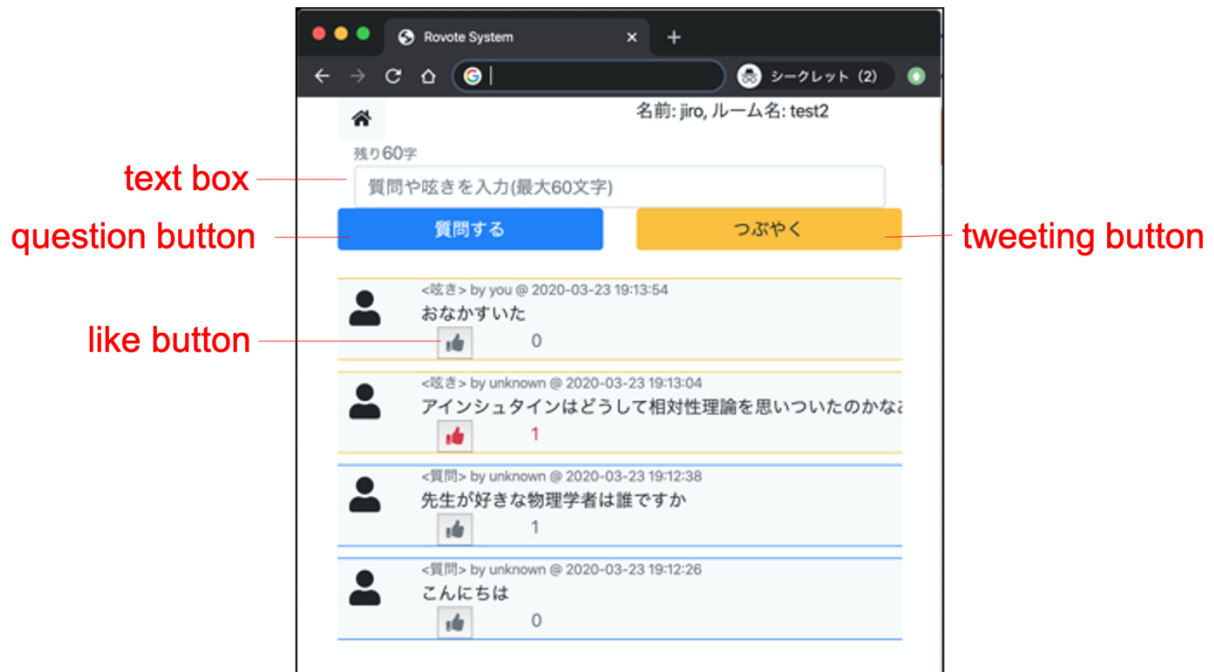 Rovote System
シークレット (2)
名前: jiro, ルーム名: test2
残り60字
text box
質問や呟きを入力(最大60文字)
question button
質問する
つぶやく
tweeting button
<呟き> by you @ 2020-03-23 19:13:54
おなかすいた
like button
0
<呟き> by unknown @ 2020-03-23 19:13:04
アインシュタインはどうして相対性理論を思いついたのかなあ
1
<質問> by unknown @ 2020-03-23 19:12:38
先生が好きな物理学者は誰ですか
1
<質問> by unknown @ 2020-03-23 19:12:26
こんにちは
0